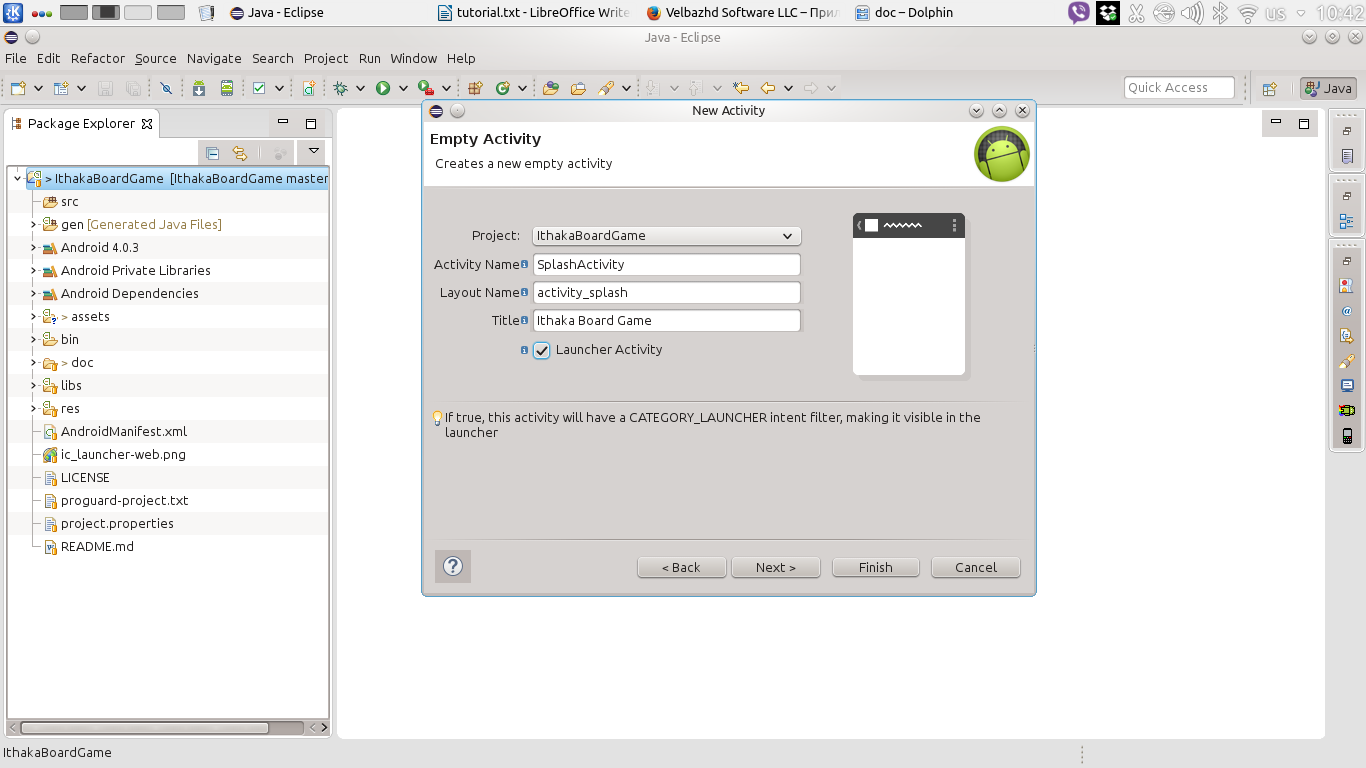 Java - Eclipse
tutorial.txt - LibreOffice Write
Velbazhd Software LLC – При
doc – Dolphin
us
10:42
Java - Eclipse
File Edit Refactor Source Navigate Search Project Run Window Help
Quick Access
Java
Package Explorer
> IthakaBoardGame [IthakaBoardGame master
src
gen [Generated Java Files]
Android 4.0.3
Android Private Libraries
Android Dependencies
> assets
bin
> doc
libs
res
AndroidManifest.xml
ic_launcher-web.png
LICENSE
proguard-project.txt
project.properties
README.md
New Activity
Empty Activity
Creates a new empty activity
Project: IthakaBoardGame
Activity Name SplashActivity
Layout Name activity_splash
Title Ithaka Board Game
Launcher Activity
If true, this activity will have a CATEGORY_LAUNCHER intent filter, making it visible in the
launcher
?
< Back Next > Finish Cancel
IthakaBoardGame